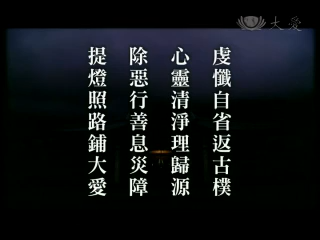 大愛
虔懺自省返古樸
心靈清淨理歸源
除惡行善息災障
提燈照路鋪大愛